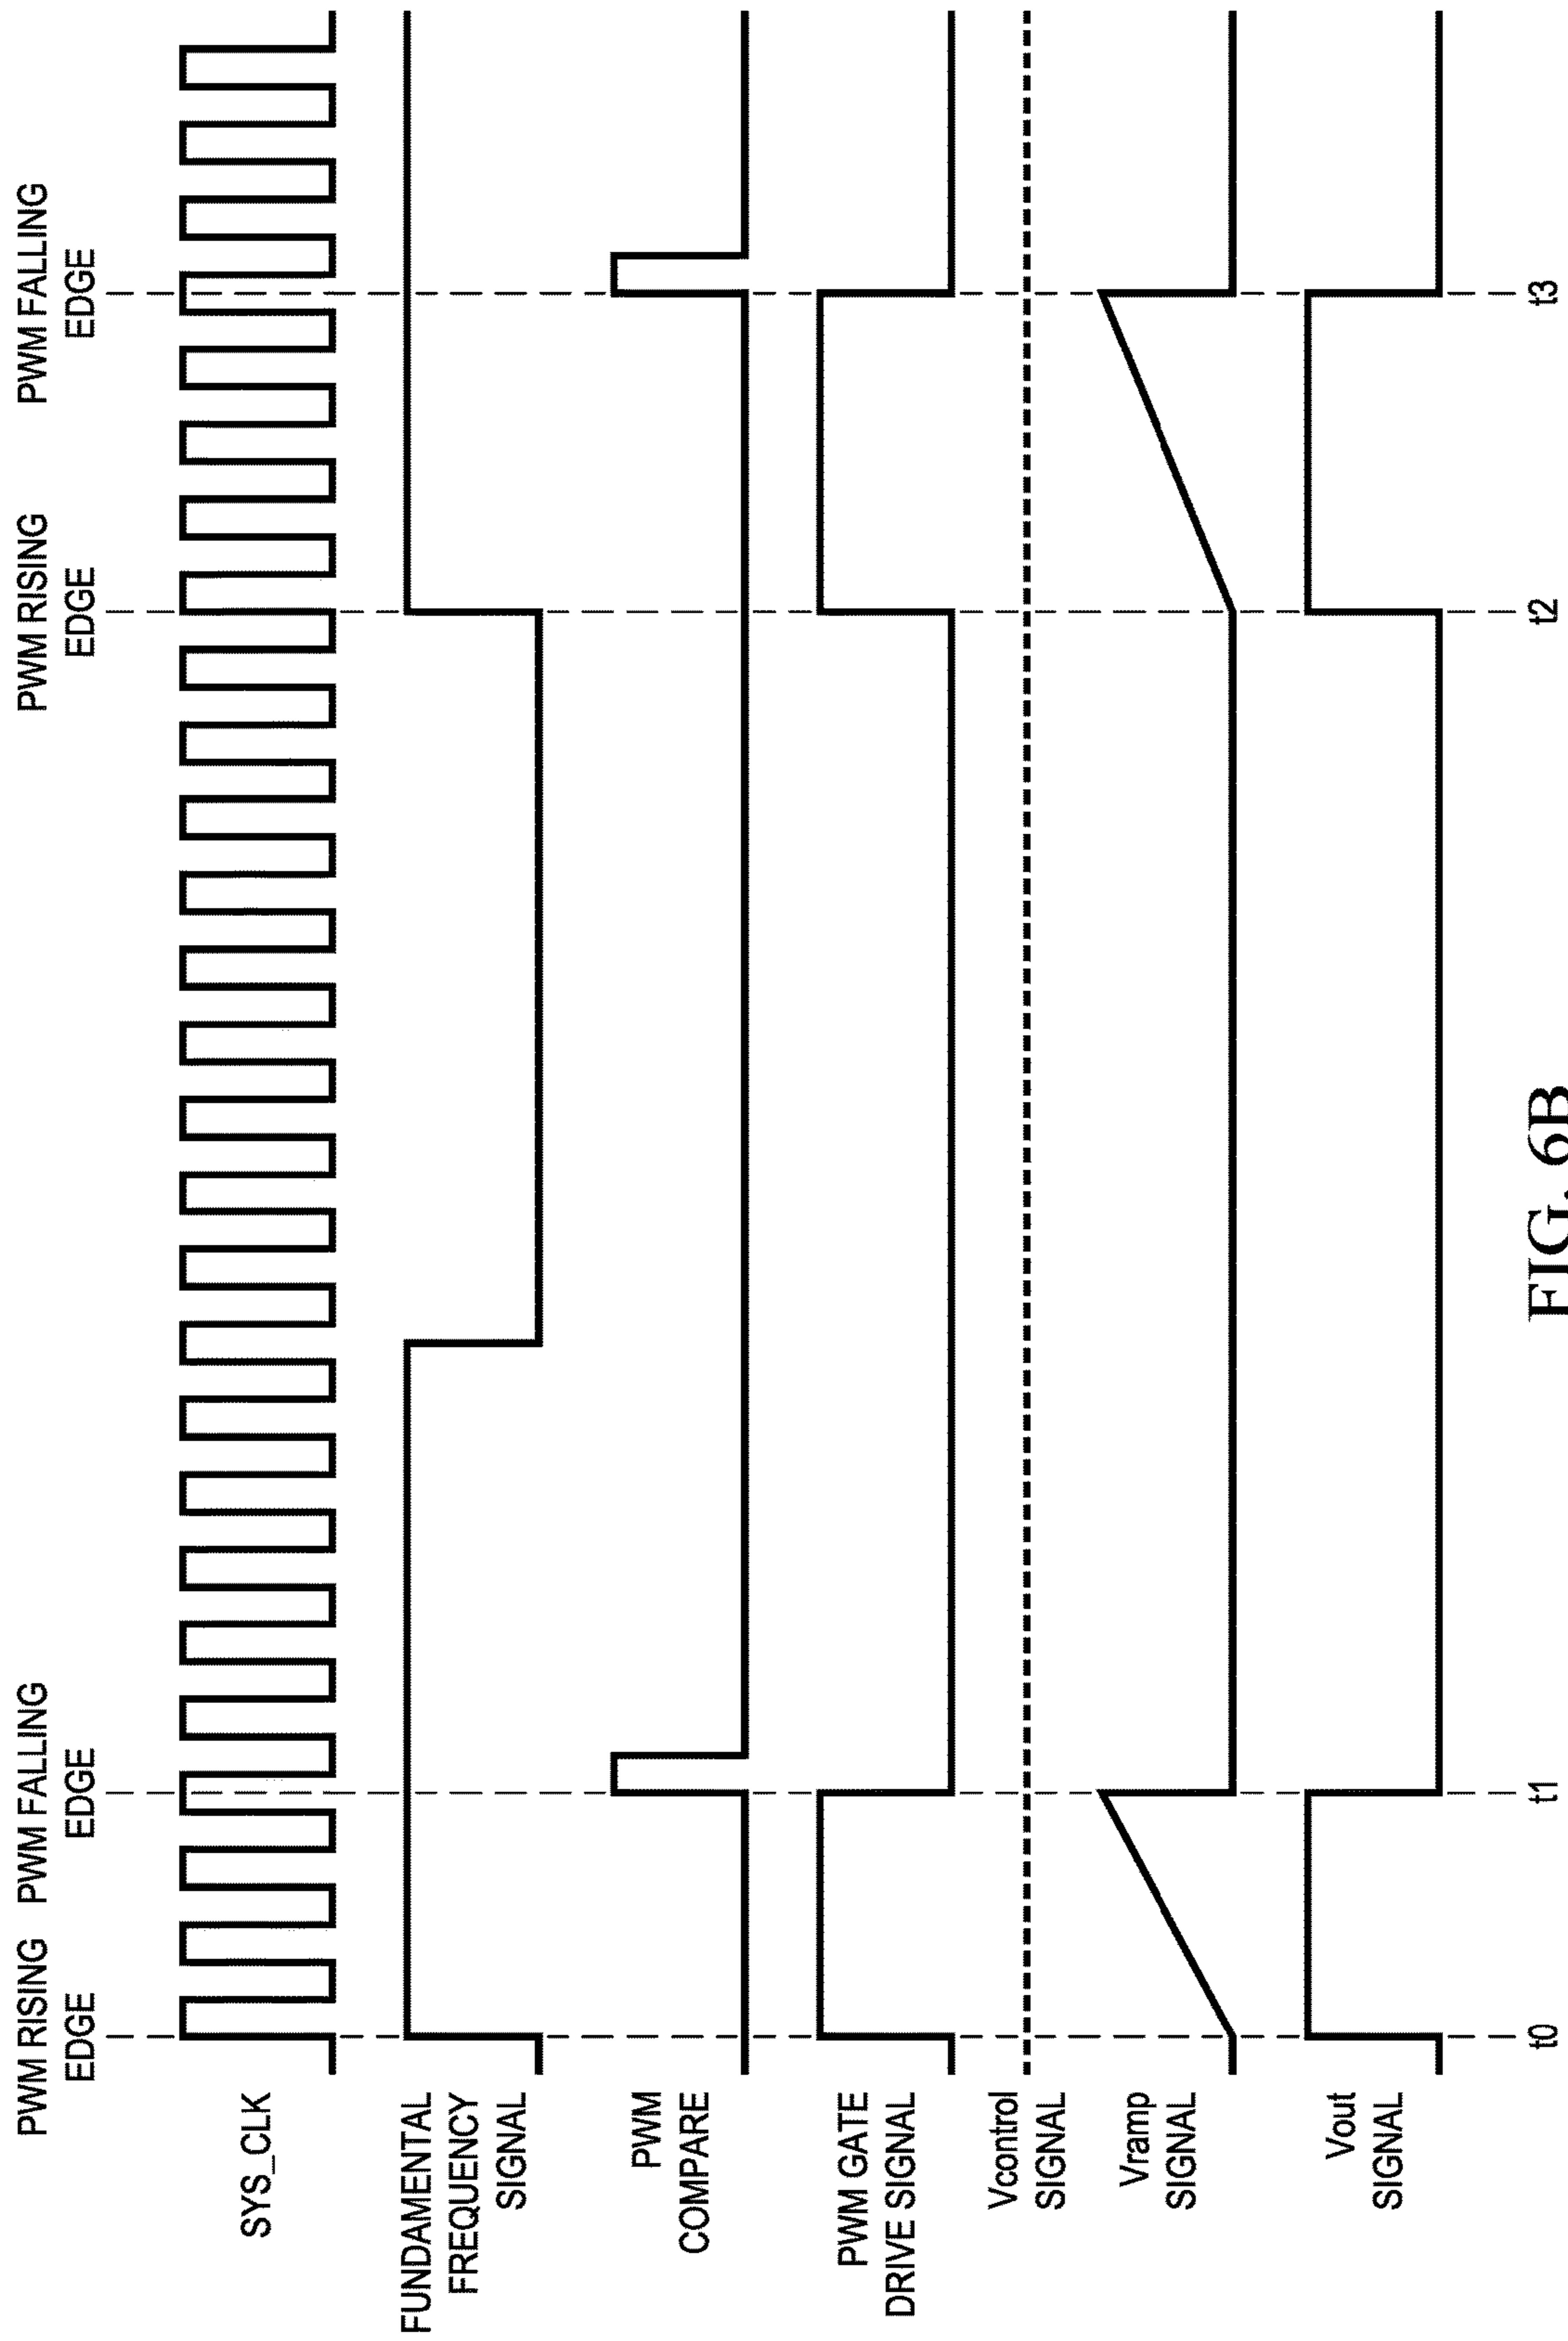 PWM RISING
EDGE
PWM FALLING
EDGE
PWM RISING
EDGE
PWM FALLING
EDGE
SYS_CLK
FUNDAMENTAL
FREQUENCY
SIGNAL
PWM
COMPARE
PWM GATE
DRIVE SIGNAL
Vcontrol
SIGNAL
Vramp
SIGNAL
Vout
SIGNAL
t0
t1
t2
t3
FIG. 6B